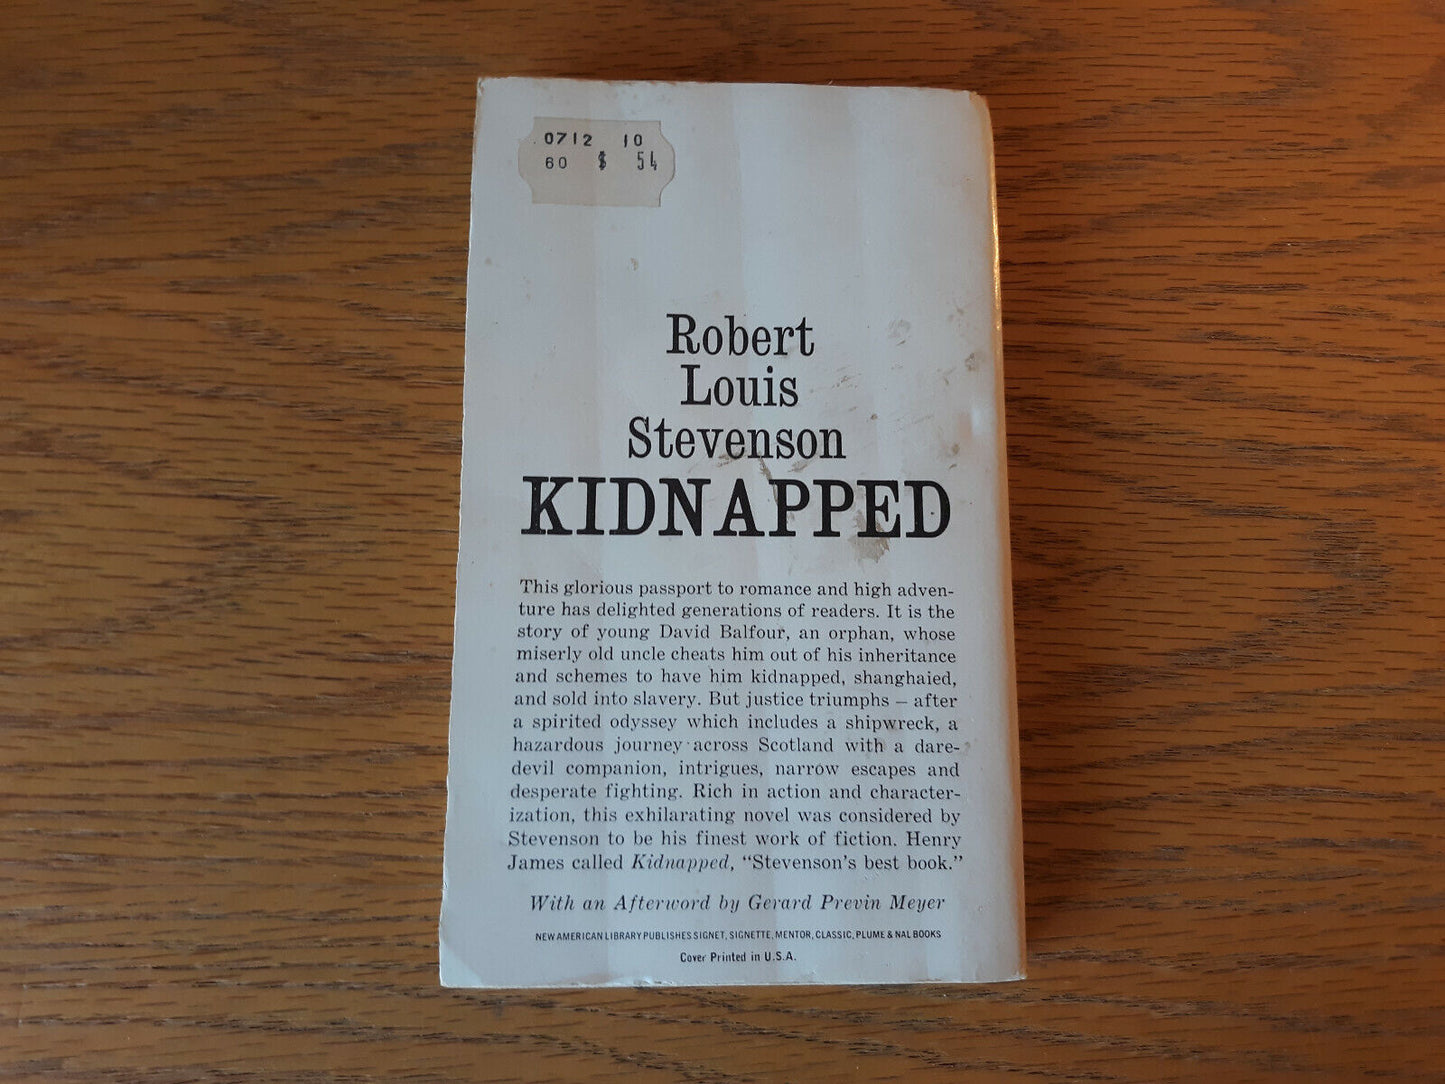 0712 10
60 $ 54
Robert
Louis
Stevenson
KIDNAPPED
This glorious passport to romance and high adven-
ture has delighted generations of readers. It is the
story of young David Balfour, an orphan, whose
miserly old uncle cheats him out of his inheritance
and schemes to have him kidnapped, shanghaied,
and sold into slavery. But justice triumphs – after
a spirited odyssey which includes a shipwreck, a
hazardous journey across Scotland with a dare-
devil companion, intrigues, narrow escapes and
desperate fighting. Rich in action and character-
ization, this exhilarating novel was considered by
Stevenson to be his finest work of fiction. Henry
James called Kidnapped, “Stevenson's best book.”
With an Afterword by Gerard Previn Meyer
NEW AMERICAN LIBRARY PUBLISHES SIGNET, SIGNETTE, MENTOR, CLASSIC, PLUME & NAL BOOKS
Cover Printed in U.S.A.